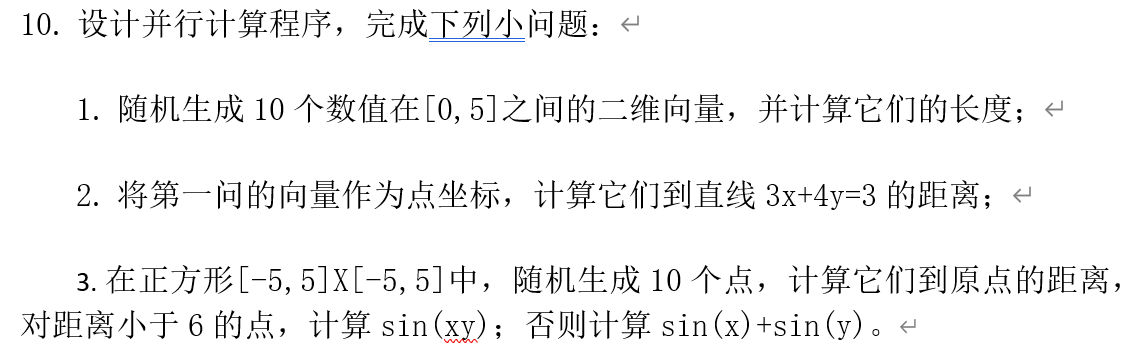 10. 设计并行计算程序，完成下列小问题：↵
1. 随机生成 10 个数值在[0,5]之间的二维向量，并计算它们的长度；↵
2. 将第一问的向量作为点坐标，计算它们到直线 3x+4y=3 的距离；↵
3. 在正方形[-5,5]X[-5,5]中，随机生成 10 个点，计算它们到原点的距离，
对距离小于 6 的点，计算 sin(xy)；否则计算 sin(x)+sin(y)。↵